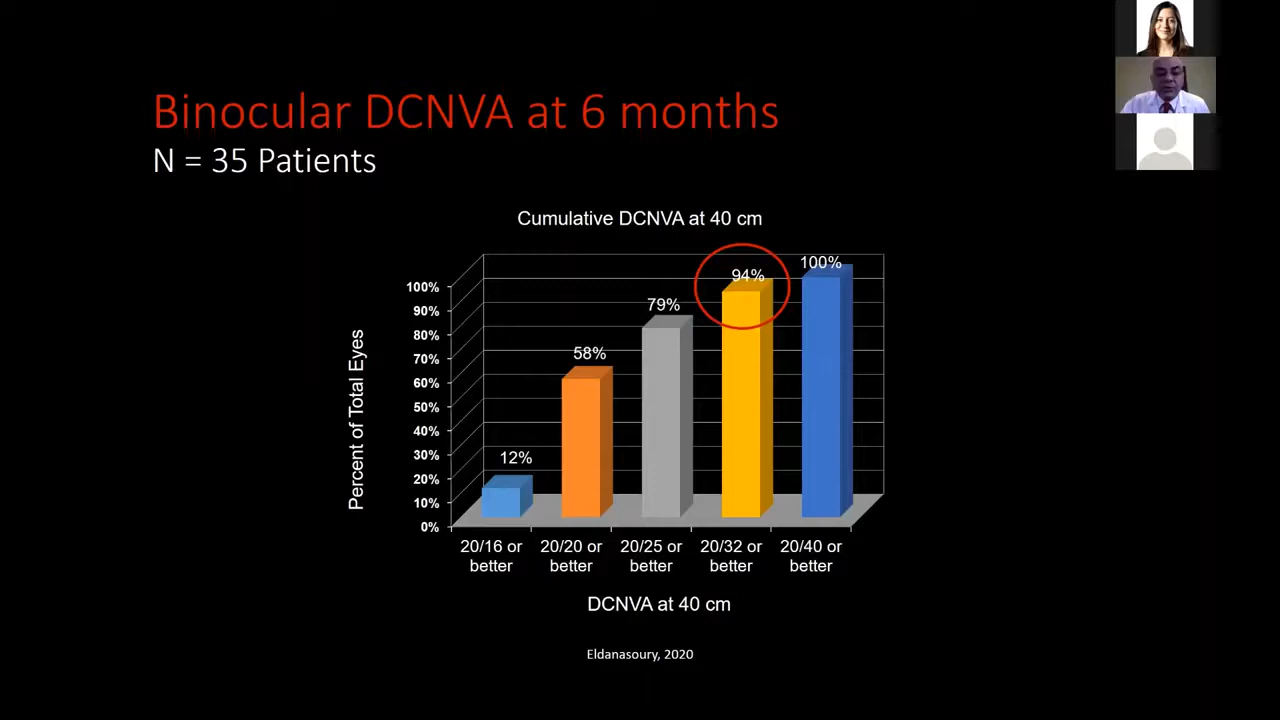 Binocular DCNVA at 6 months
N = 35 Patients
Cumulative DCNVA at 40 cm
Percent of Total Eyes
100%
90%
80%
70%
60%
50%
40%
30%
20%
10%
0%
12%
58%
79%
94%
100%
20/16 or
better
20/20 or
better
20/25 or
better
20/32 or
better
20/40 or
better
DCNVA at 40 cm
Eldanasoury, 2020